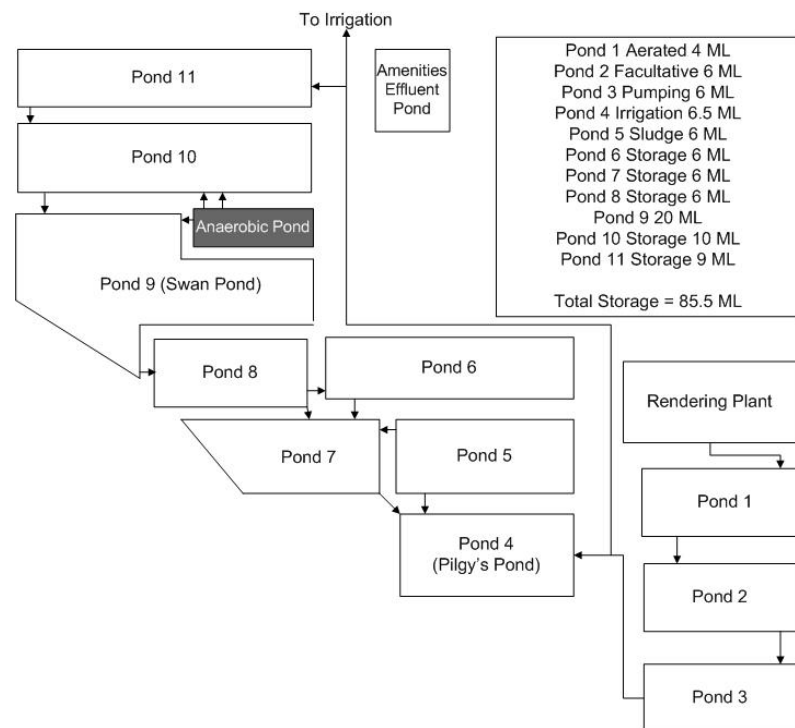 To Irrigation
Pond 11
Amenities
Effluent
Pond
Pond 1 Aerated 4 ML
Pond 2 Facultative 6 ML
Pond 3 Pumping 6 ML
Pond 4 Irrigation 6.5 ML
Pond 5 Sludge 6 ML
Pond 6 Storage 6 ML
Pond 7 Storage 6 ML
Pond 8 Storage 6 ML
Pond 9 20 ML
Pond 10 Storage 10 ML
Pond 11 Storage 9 ML
Total Storage = 85.5 ML
Pond 10
Anaerobic Pond
Pond 9 (Swan Pond)
Pond 8
Pond 6
Rendering Plant
Pond 7
Pond 5
Pond 1
Pond 4
(Pilgy's Pond)
Pond 2
Pond 3